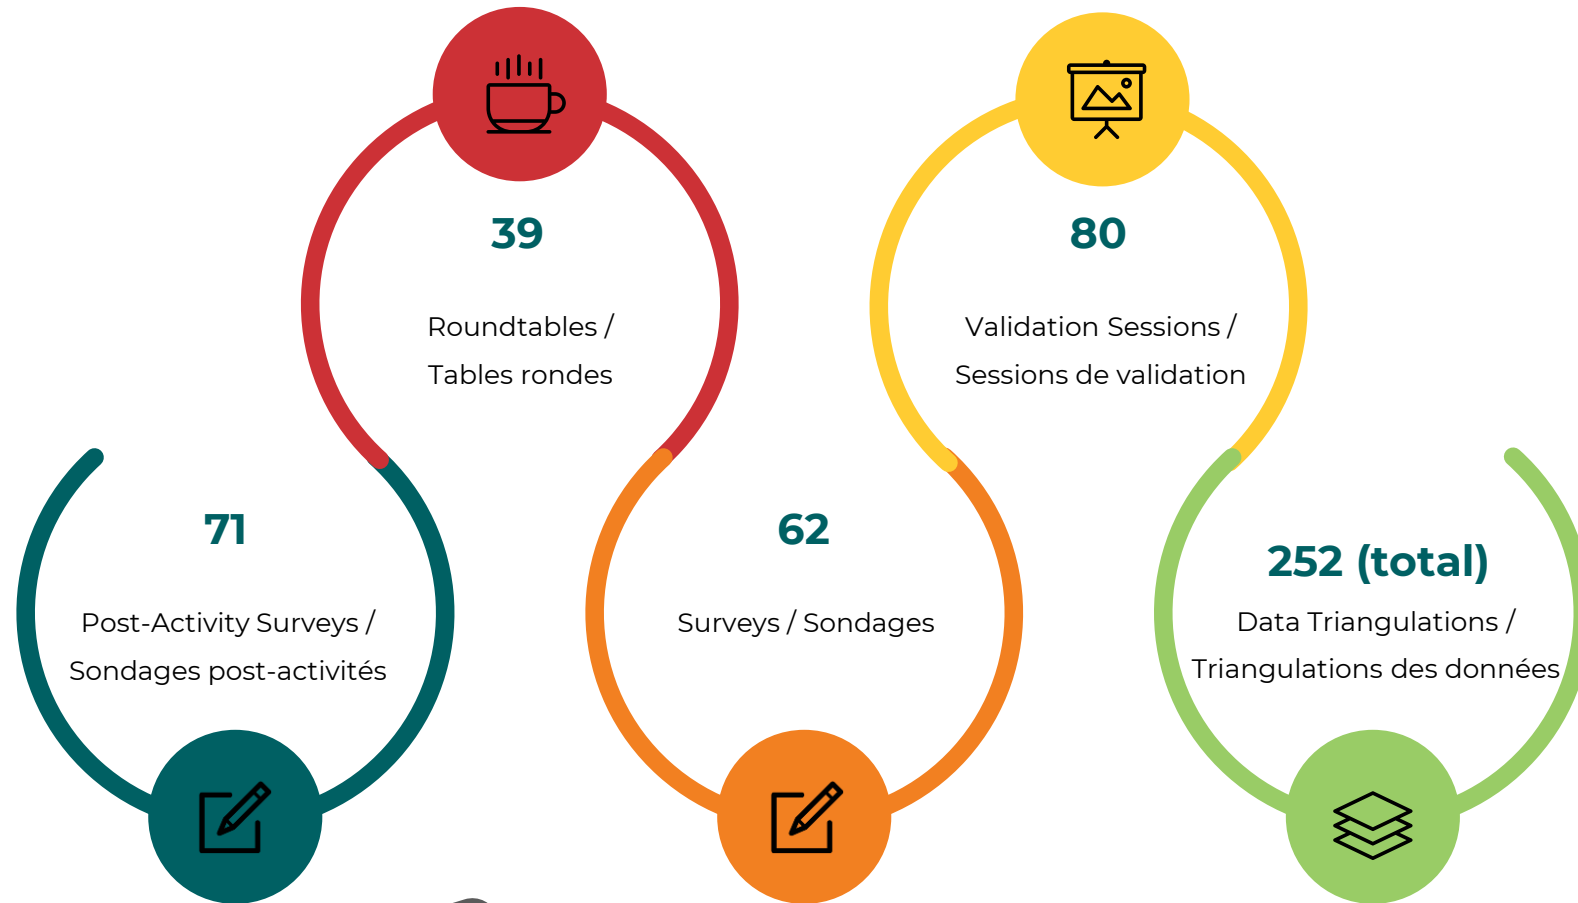 71
Post-Activity Surveys /
Sondages post-activités
39
Roundtables /
Tables rondes
62
Surveys / Sondages
80
Validation Sessions /
Sessions de validation
252 (total)
Data Triangulations /
Triangulations des données